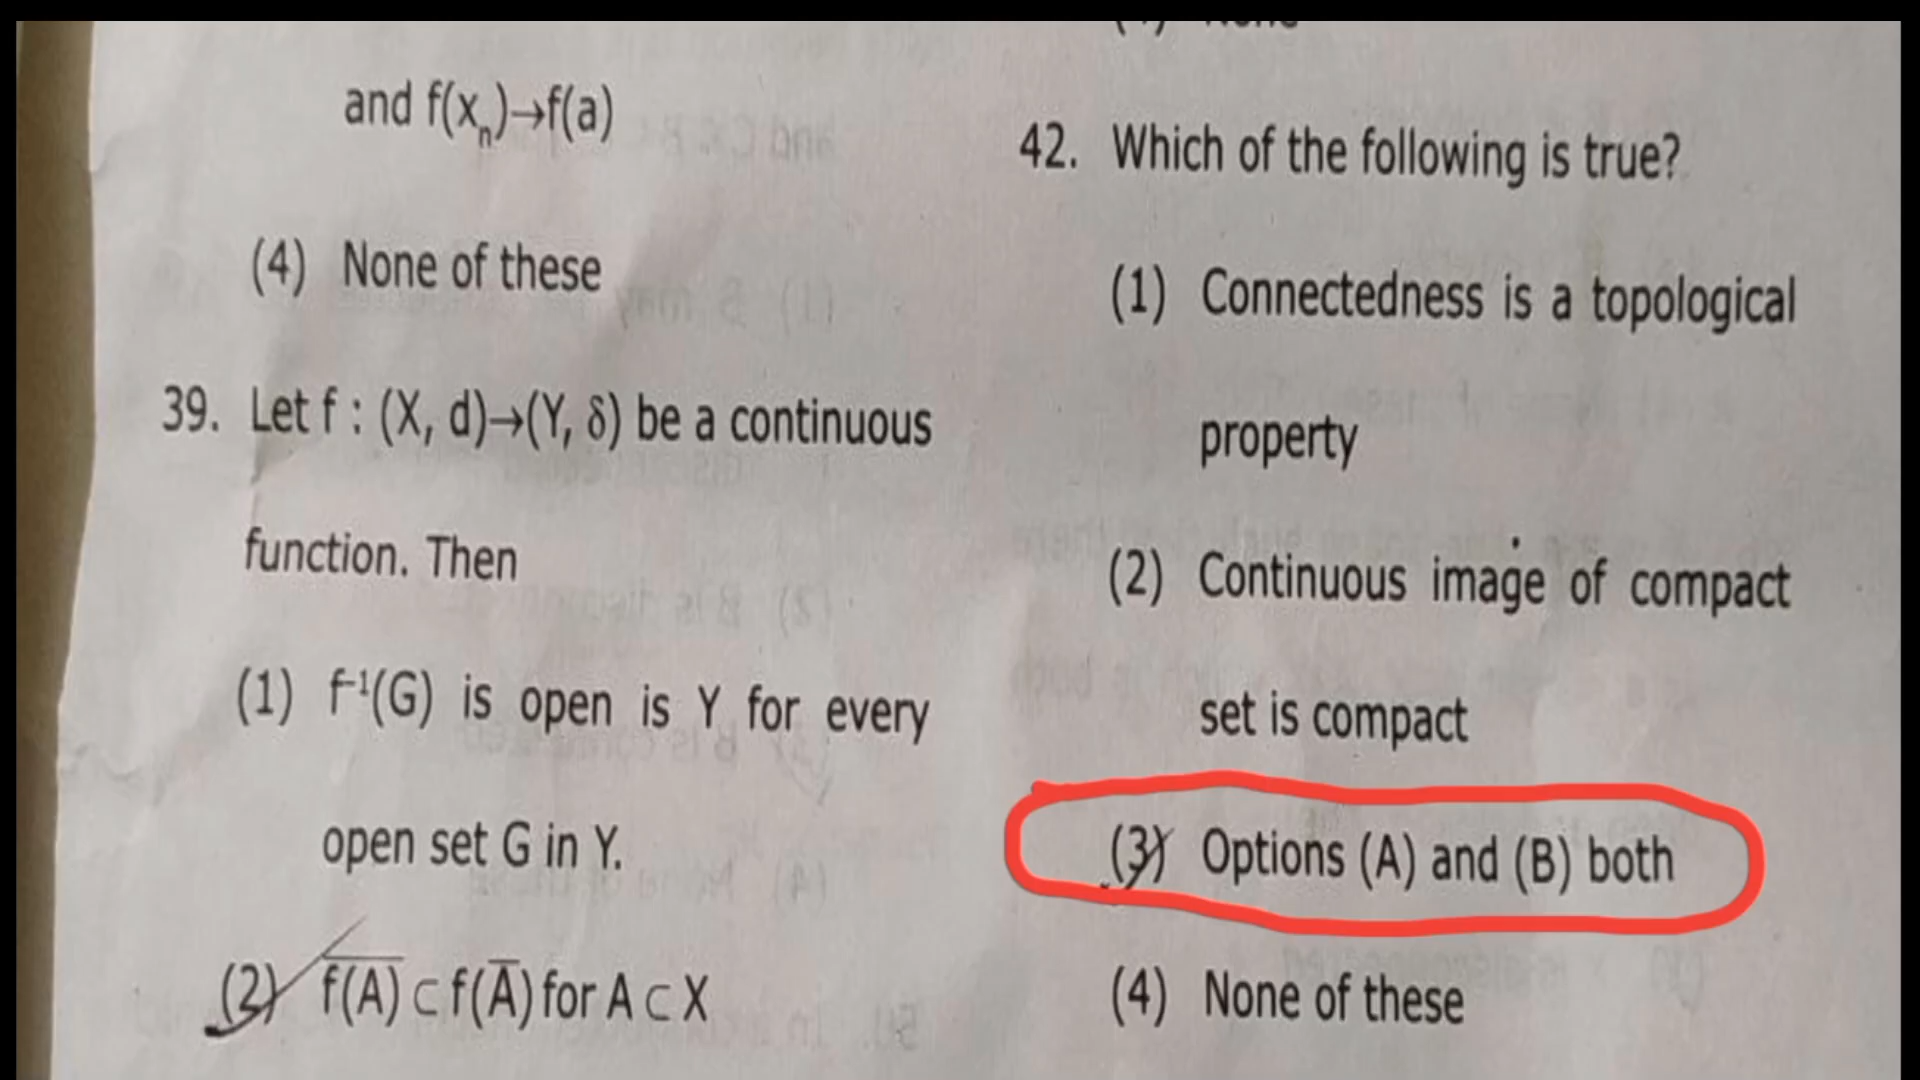 and f(xₙ)→f(a)
(4) None of these
39. Let f : (X, d)→(Y, δ) be a continuous
function. Then
(1) f⁻¹(G) is open is Y for every
open set G in Y.
(2) f̅(̅A̅)̅ ⊂ f(A̅) for A ⊂ X
42. Which of the following is true?
(1) Connectedness is a topological
property
(2) Continuous image of compact
set is compact
(3) Options (A) and (B) both
(4) None of these